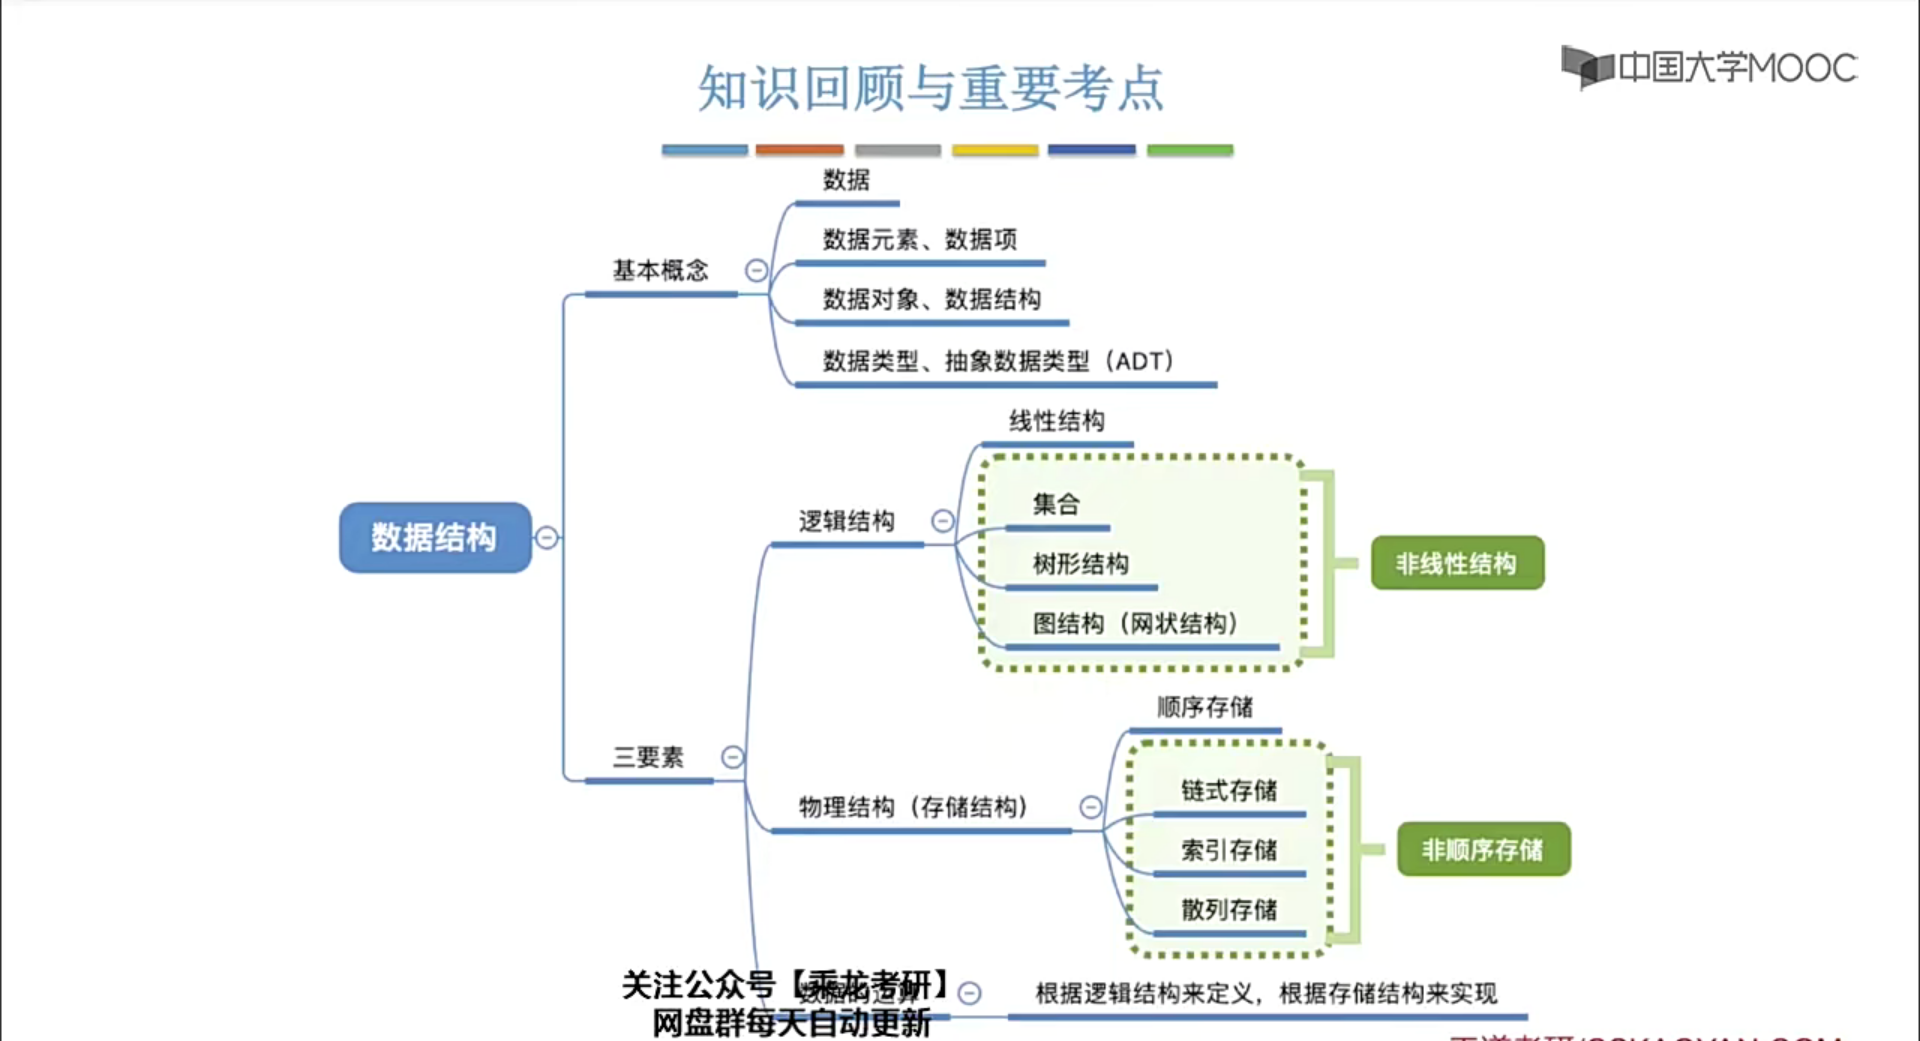 中国大学MOOC
知识回顾与重要考点
数据
数据元素、数据项
基本概念
数据对象、数据结构
数据类型、抽象数据类型（ADT）
线性结构
集合
逻辑结构
树形结构
非线性结构
图结构（网状结构）
数据结构
顺序存储
三要素
链式存储
物理结构（存储结构）
索引存储
非顺序存储
散列存储
关注公众号【乘龙考研】
数据的运算
根据逻辑结构来定义，根据存储结构来实现
网盘群每天自动更新